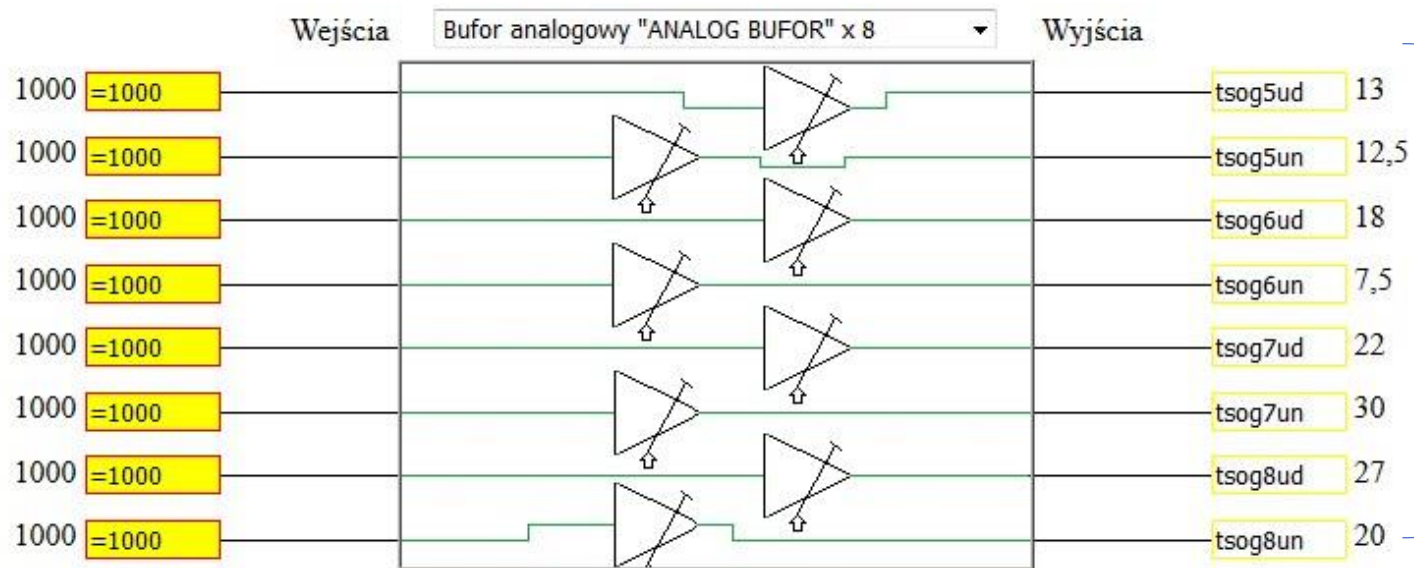 Wejścia Bufor analogowy "ANALOG BUFOR" x 8 Wyjścia
1000 =1000 tsog5ud 13
1000 =1000 tsog5un 12,5
1000 =1000 tsog6ud 18
1000 =1000 tsog6un 7,5
1000 =1000 tsog7ud 22
1000 =1000 tsog7un 30
1000 =1000 tsog8ud 27
1000 =1000 tsog8un 20